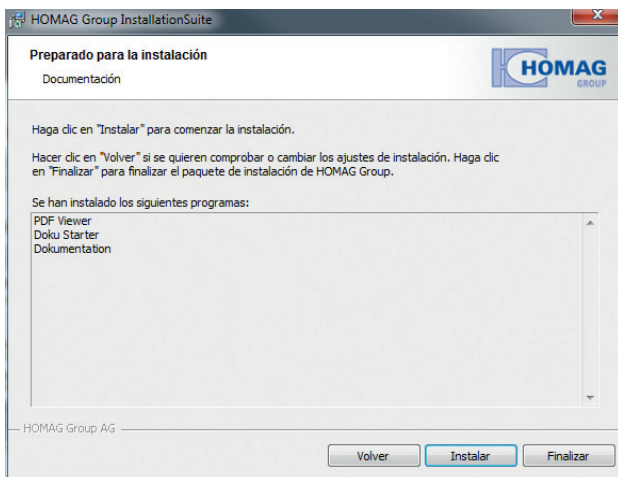 HOMAG Group InstallationSuite
Preparado para la instalación
Documentación
HOMAG
GROUP
Haga clic en "Instalar" para comenzar la instalación.
Hacer clic en "Volver" si se quieren comprobar o cambiar los ajustes de instalación. Haga clic
en "Finalizar" para finalizar el paquete de instalación de HOMAG Group.
Se han instalado los siguientes programas:
PDF Viewer
Doku Starter
Dokumentation
HOMAG Group AG
Volver
Instalar
Finalizar